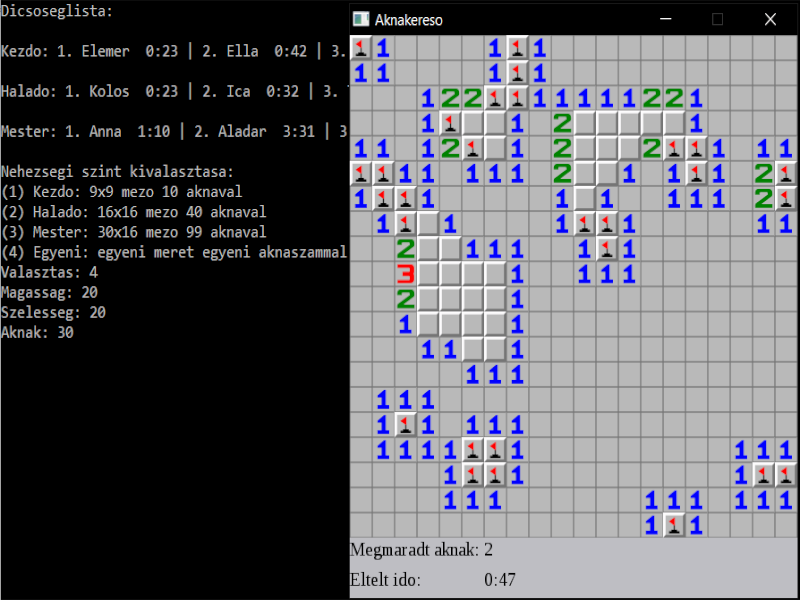 Dicsoseglista:
Kezdo: 1. Elemer 0:23 | 2. Ella 0:42 | 3.
Halado: 1. Kolos 0:23 | 2. Ica 0:32 | 3.
Mester: 1. Anna 1:10 | 2. Aladar 3:31 | 3
Nehezsegi szint kivalasztasa:
(1) Kezdo: 9x9 mezo 10 aknaval
(2) Halado: 16x16 mezo 40 aknaval
(3) Mester: 30x16 mezo 99 aknaval
(4) Egyeni: egyeni meret egyeni aknaszammal
Valasztas: 4
Magassag: 20
Szelesseg: 20
Aknak: 30
Aknakereso
1 1 1
1 1 1 1
1 2 2 1 1 1 1 1 2 2 1
1 1 2 1
1 1 1 2 1 2 2 1 1 1
1 1 1 1 1 2 1 1 1 2
1 1 1 1 1 1 1 2
1 1 1 1 1 1
2 1 1 1 1 1
3 1 1 1 1
2 1
1 1
1 1 1
1 1 1
1 1 1
1 1 1 1 1
1 1 1 1 1 1 1 1
1 1 1
1 1 1 1 1 1 1 1 1
1 1
Megmaradt aknak: 2
Eltelt ido: 0:47